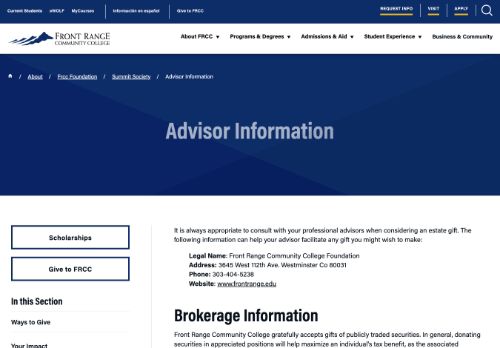 Current Students eWOLF MyCourses Información en español Give to FRCC REQUEST INFO VISIT APPLY
FRONT RANGE
COMMUNITY COLLEGE
About FRCC ▼ Programs & Degrees ▼ Admissions & Aid ▼ Student Experience ▼ Business & Community
/ About / Frcc Foundation / Summit Society / Advisor Information
Advisor Information
Scholarships
Give to FRCC
In this Section
Ways to Give
Your Impact
It is always appropriate to consult with your professional advisors when considering an estate gift. The
following information can help your advisor facilitate any gift you might wish to make:
Legal Name: Front Range Community College Foundation
Address: 3645 West 112th Ave. Westminster Co 80031
Phone: 303-404-5238
Website: www.frontrange.edu
Brokerage Information
Front Range Community College gratefully accepts gifts of publicly traded securities. In general, donating
securities in appreciated positions will help maximize an individual's tax benefit, as the associated